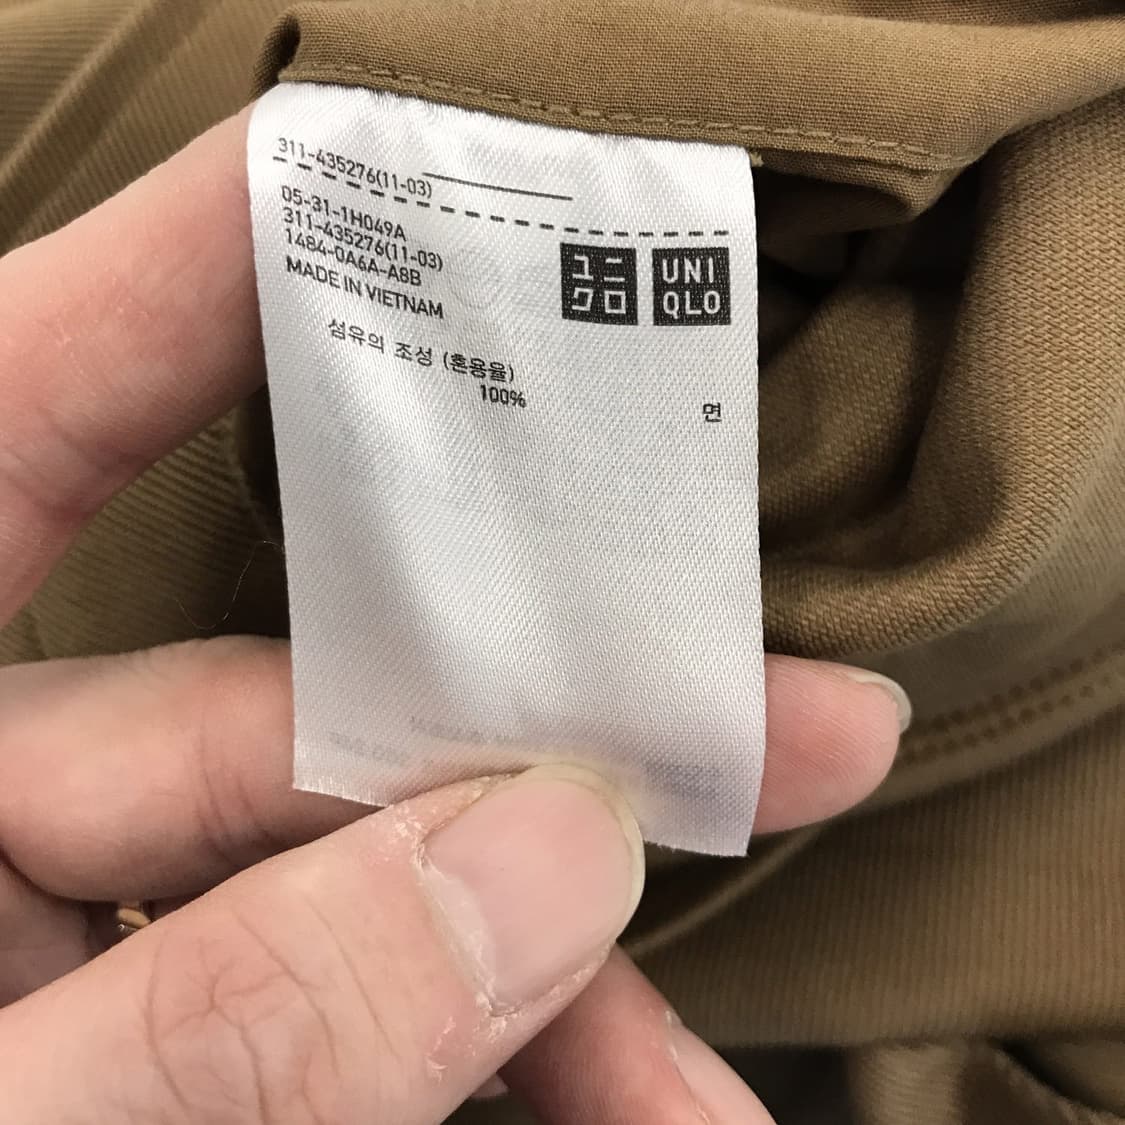 311-435276(11-03)
05-31-1H049A
311-435276(11-03)
1484-0A6A-A8B
MADE IN VIETNAM
ユニ
クロ
UNI
QLO
섬유의 조성 (혼용율)
100% 면